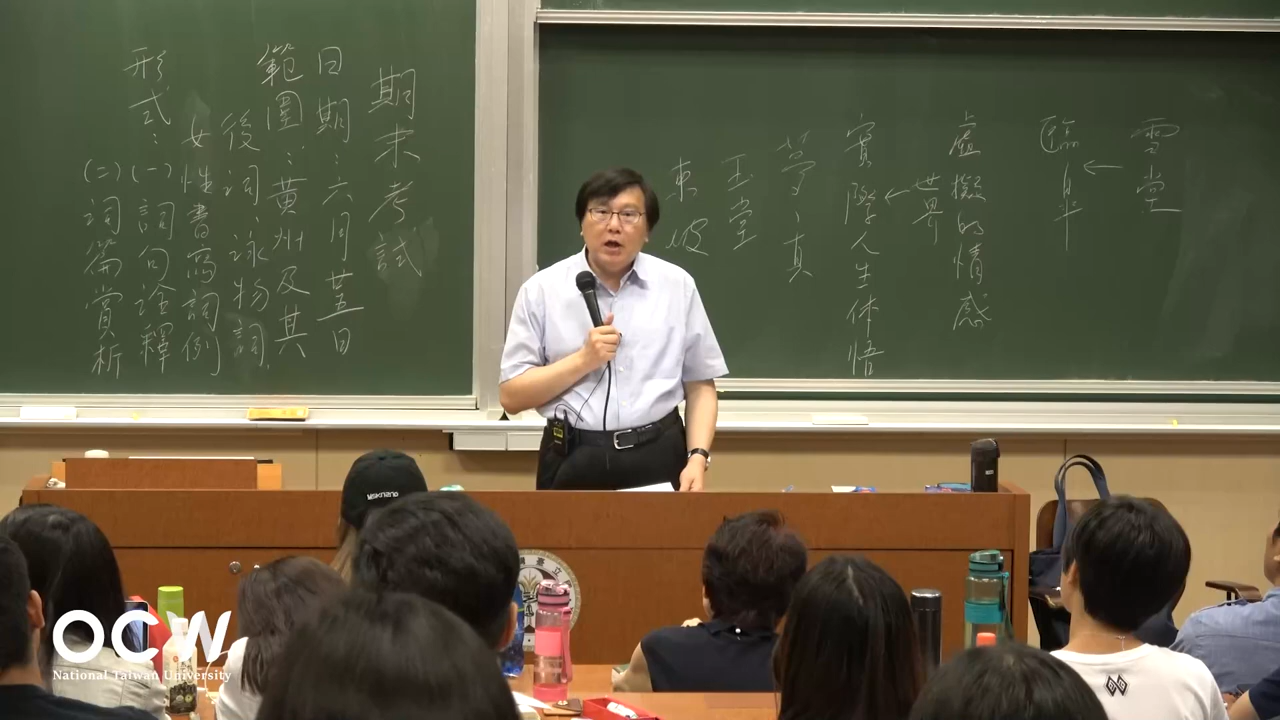 期末考試
日期：六月廿五日
範圍：黃州及其
後詞、詠物詞、
女性書寫詞例
形式：(一)詞句詮釋
(二)詞篇賞析
雪堂
←
臨皋
虛擬的情感
世界
←
實際人生体悟
夢、真
玉堂
東坡
OCW
National Taiwan University